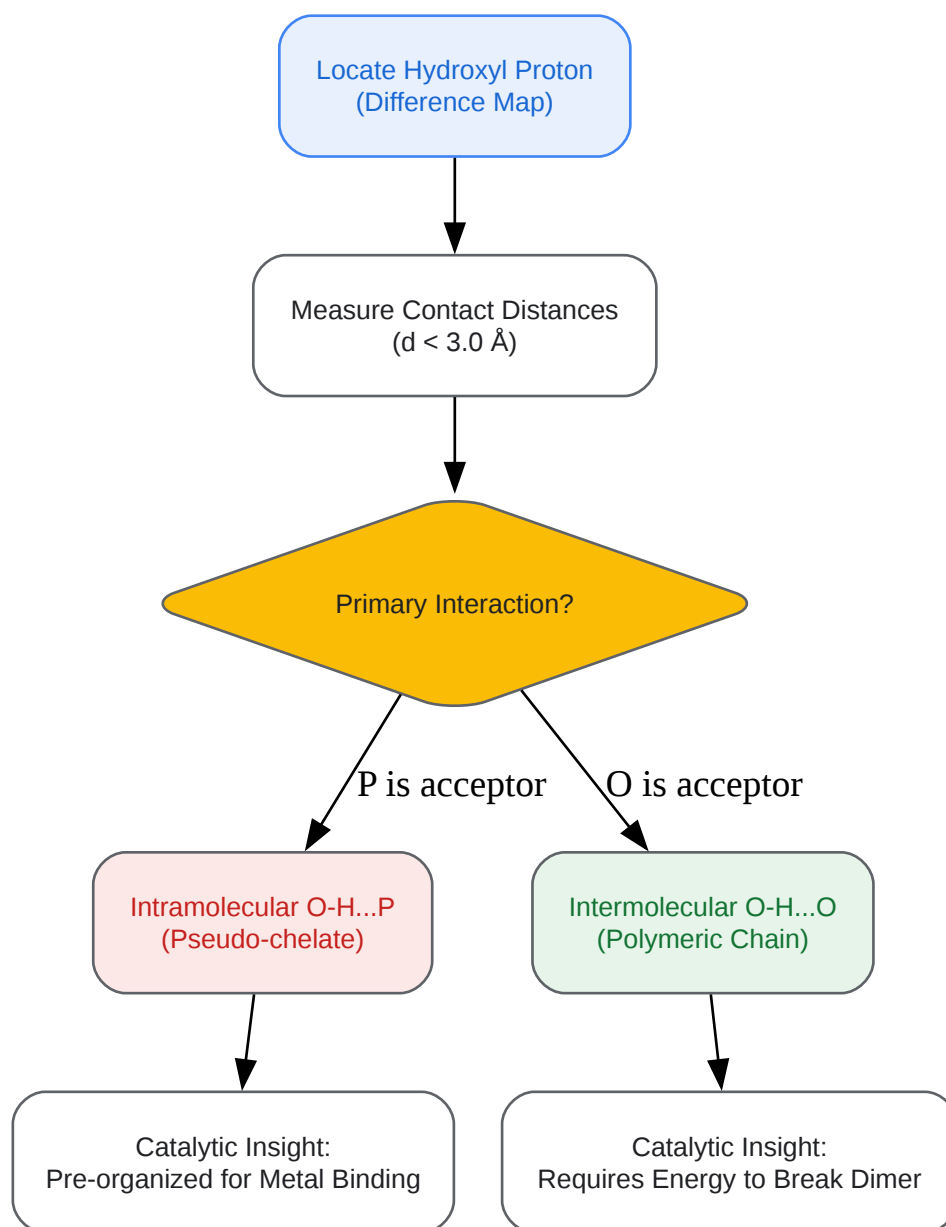 Locate Hydroxyl Proton
(Difference Map)
Measure Contact Distances
(d < 3.0 Å)
Primary Interaction?
P is acceptor
O is acceptor
Intramolecular O-H...P
(Pseudo-chelate)
Intermolecular O-H...O
(Polymeric Chain)
Catalytic Insight:
Pre-organized for Metal Binding
Catalytic Insight:
Requires Energy to Break Dimer